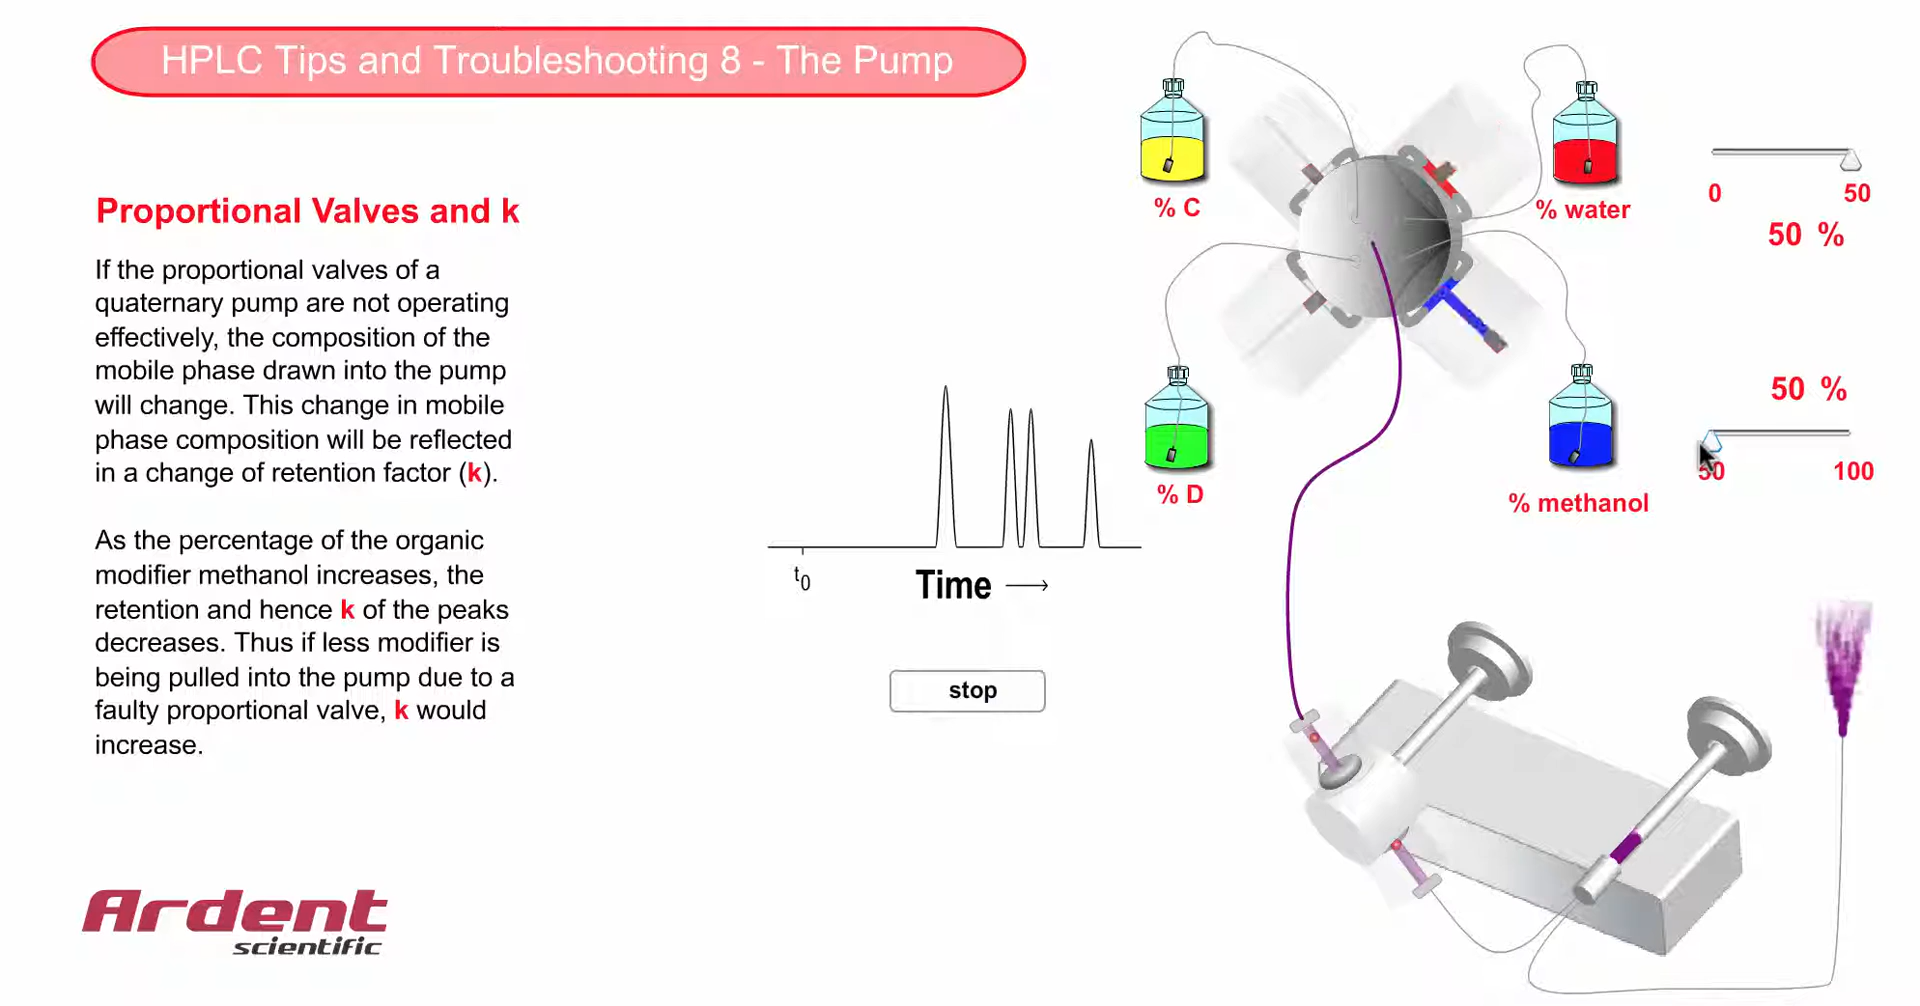 HPLC Tips and Troubleshooting 8 - The Pump
Proportional Valves and k
If the proportional valves of a
quaternary pump are not operating
effectively, the composition of the
mobile phase drawn into the pump
will change. This change in mobile
phase composition will be reflected
in a change of retention factor (k).
As the percentage of the organic
modifier methanol increases, the
retention and hence k of the peaks
decreases. Thus if less modifier is
being pulled into the pump due to a
faulty proportional valve, k would
increase.
Ardent
scientific
t0
Time
stop
% C
% water
0 50
50 %
% D
% methanol
50 %
50 100